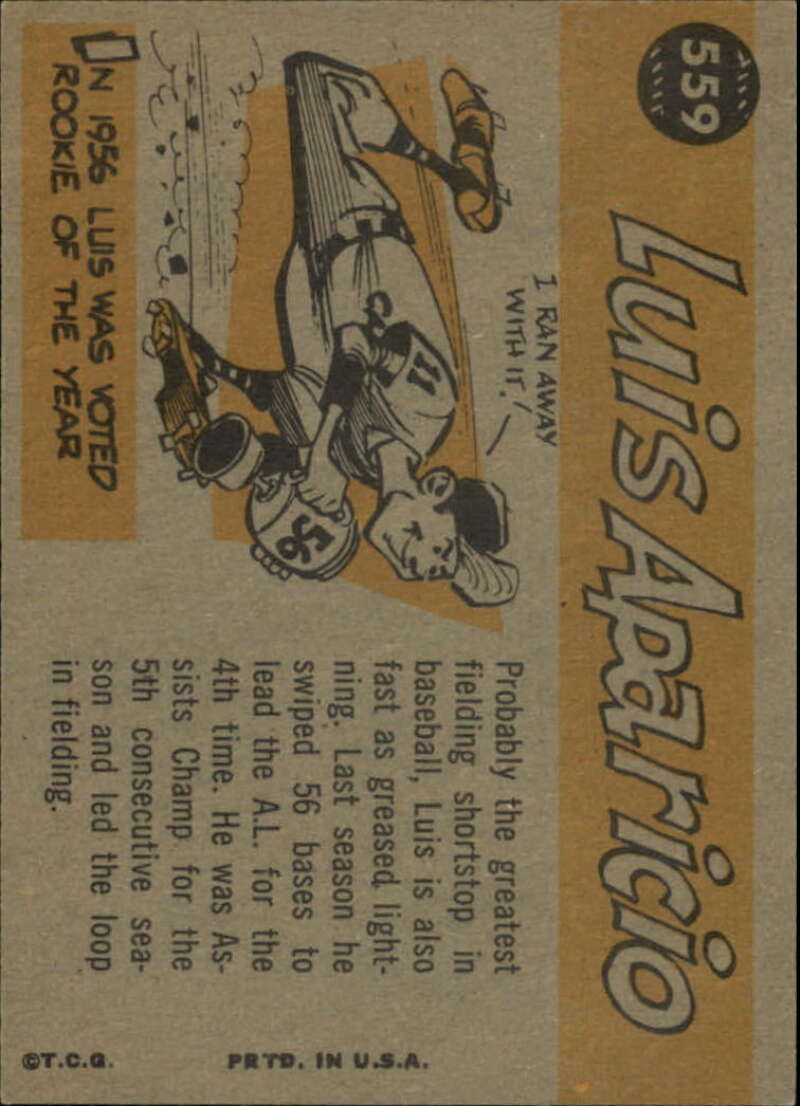 559
Luis Aparicio
I RAN AWAY
WITH IT!
11
56
IN 1956 LUIS WAS VOTED
ROOKIE OF THE YEAR
Probably the greatest
fielding shortstop in
baseball, Luis is also
fast as greased light-
ning. Last season he
swiped 56 bases to
lead the A.L. for the
4th time. He was As-
sists Champ for the
5th consecutive sea-
son and led the loop
in fielding.
©T.C.G.
PRTD. IN U.S.A.